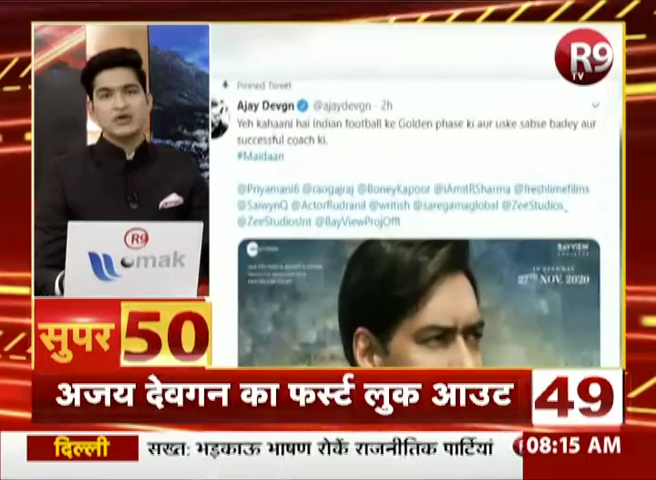 R9
TV
Pinned Tweet
Ajay Devgn @ajaydevgn · 2h
Yeh kahaani hai Indian football ke Golden phase ki aur uske sabse badey aur
successful coach ki.
#Maidaan
@Priyamani6 @raogajraj @BoneyKapoor @iAmitRSharma @freshlimefilms
@SaiwynQ @ActorRudranil @writish @saregamaglobal @ZeeStudios_
@ZeeStudiosInt @BayViewProjOffl
BAYVIEW
PROJECTS
IN CINEMAS
27TH NOV, 2020
R9
omak
सुपर 50
अजय देवगन का फर्स्ट लुक आउट 49
दिल्ली सख्त: भड़काऊ भाषण रोकें राजनीतिक पार्टियां 08:15 AM